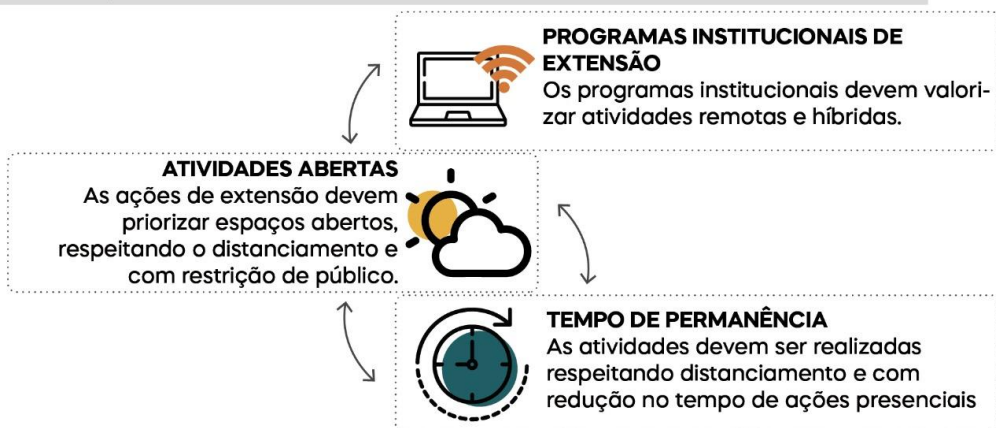 PROGRAMAS INSTITUCIONAIS DE
EXTENSÃO
Os programas institucionais devem valori-
zar atividades remotas e híbridas.
ATIVIDADES ABERTAS
As ações de extensão devem
priorizar espaços abertos,
respeitando o distanciamento e
com restrição de público.
TEMPO DE PERMANÊNCIA
As atividades devem ser realizadas
respeitando distanciamento e com
redução no tempo de ações presenciais